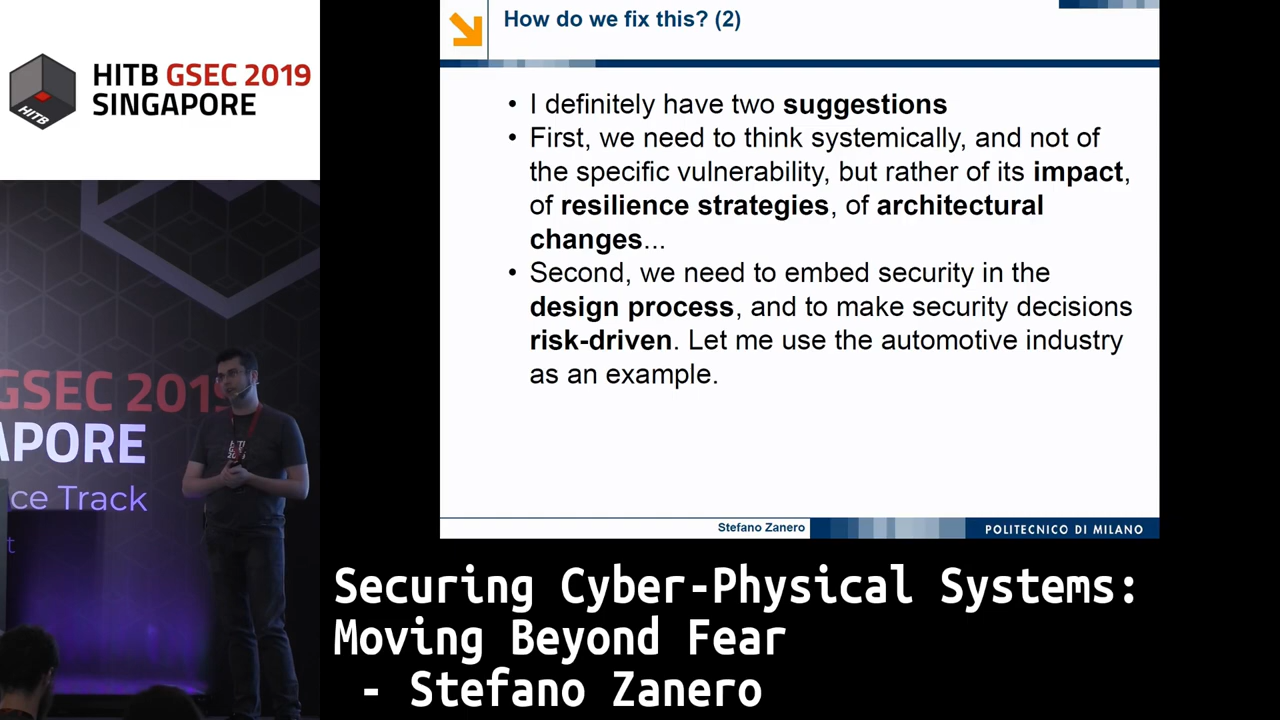 How do we fix this? (2)
HITB GSEC 2019
SINGAPORE
HITB
• I definitely have two suggestions
• First, we need to think systemically, and not of
the specific vulnerability, but rather of its impact,
of resilience strategies, of architectural
changes...
• Second, we need to embed security in the
design process, and to make security decisions
risk-driven. Let me use the automotive industry
as an example.
GSEC 2019
APORE
ce Track
t
Stefano Zanero
POLITECNICO DI MILANO
Securing Cyber-Physical Systems:
Moving Beyond Fear
- Stefano Zanero